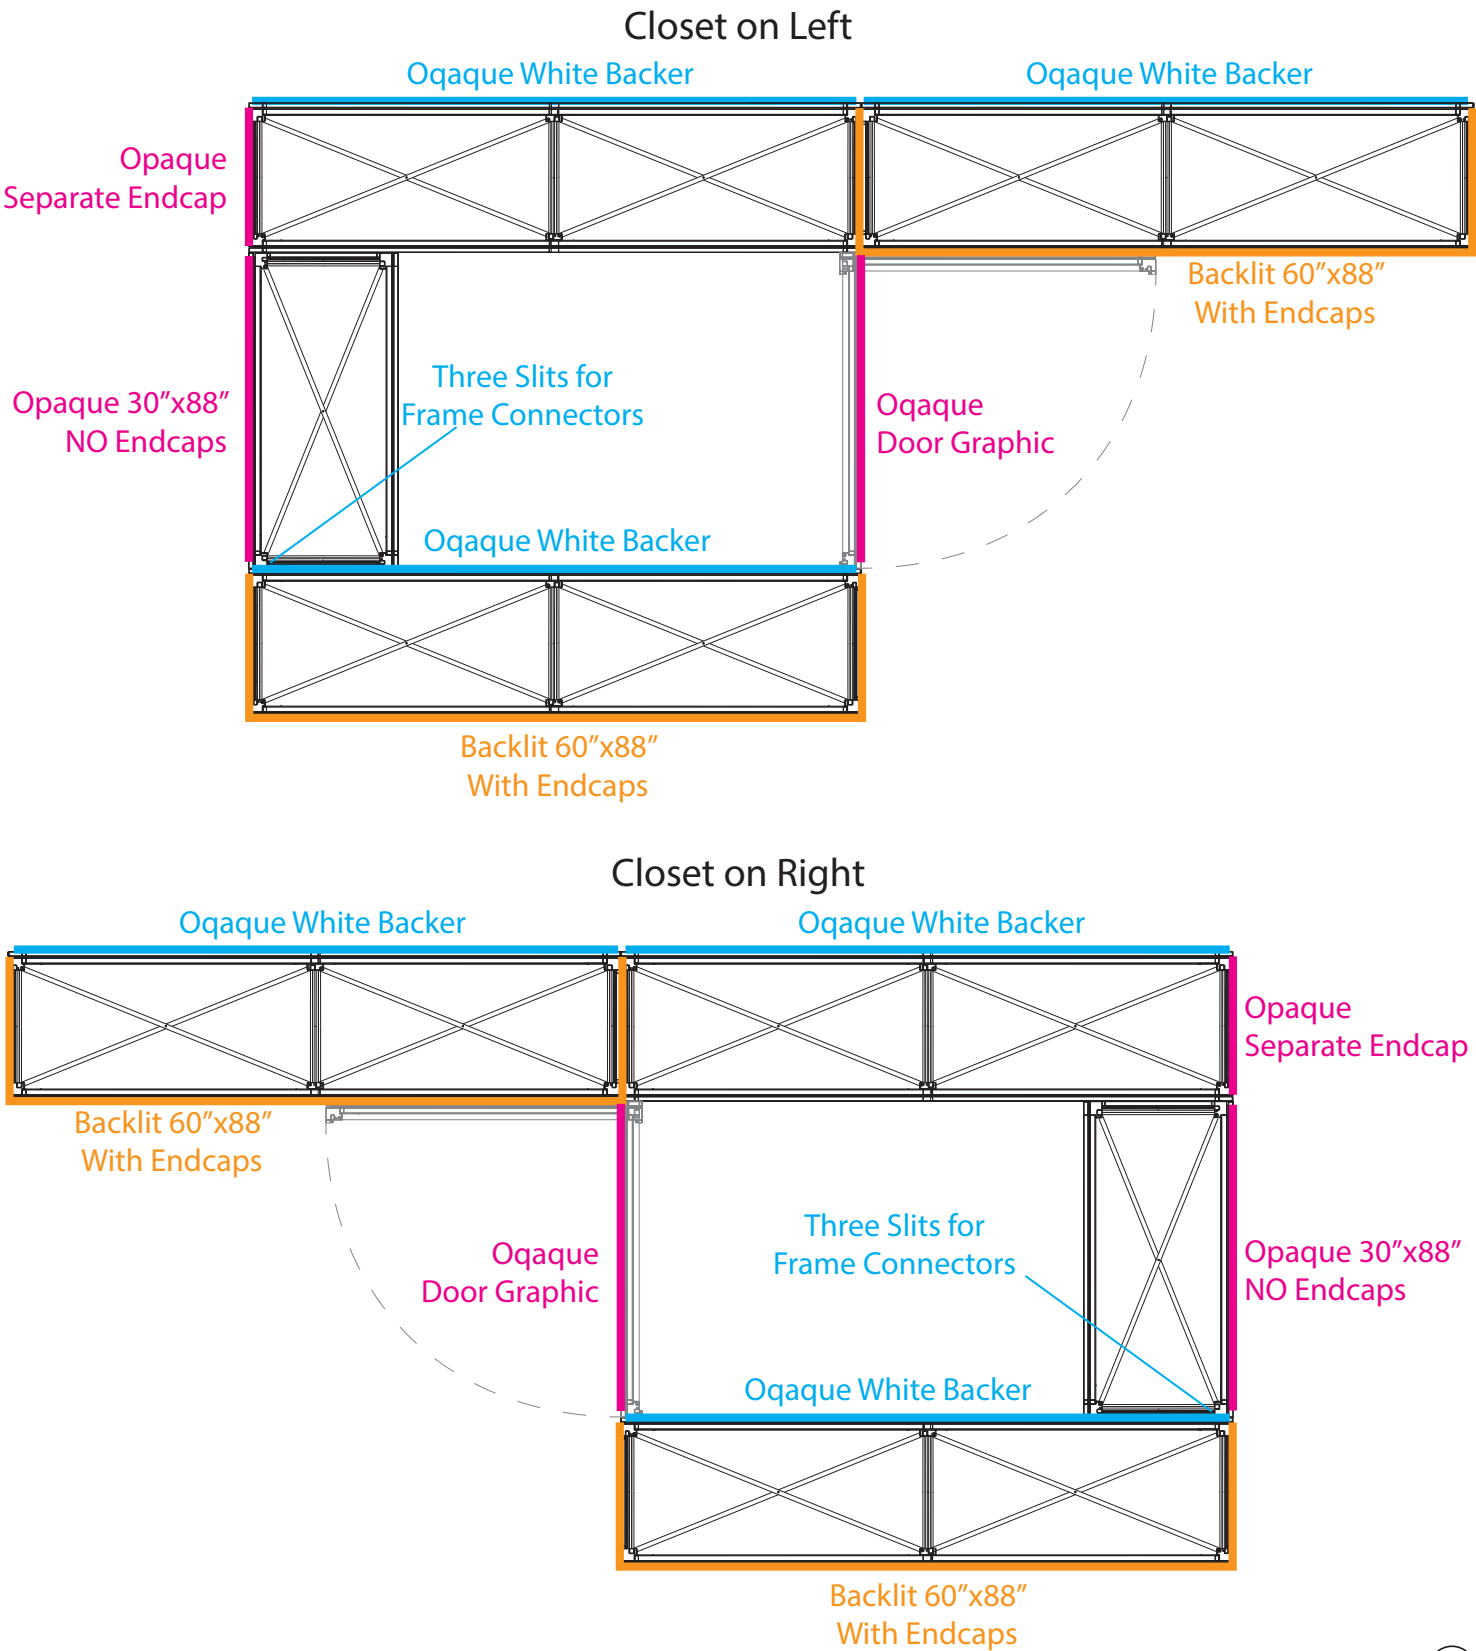 Closet on Left
Oqaque White Backer
Oqaque White Backer
Opaque
Separate Endcap
Backlit 60”x88”
With Endcaps
Three Slits for
Frame Connectors
Opaque 30”x88”
NO Endcaps
Oqaque
Door Graphic
Oqaque White Backer
Backlit 60”x88”
With Endcaps
Closet on Right
Oqaque White Backer
Oqaque White Backer
Opaque
Separate Endcap
Backlit 60”x88”
With Endcaps
Three Slits for
Frame Connectors
Oqaque
Door Graphic
Opaque 30”x88”
NO Endcaps
Oqaque White Backer
Backlit 60”x88”
With Endcaps